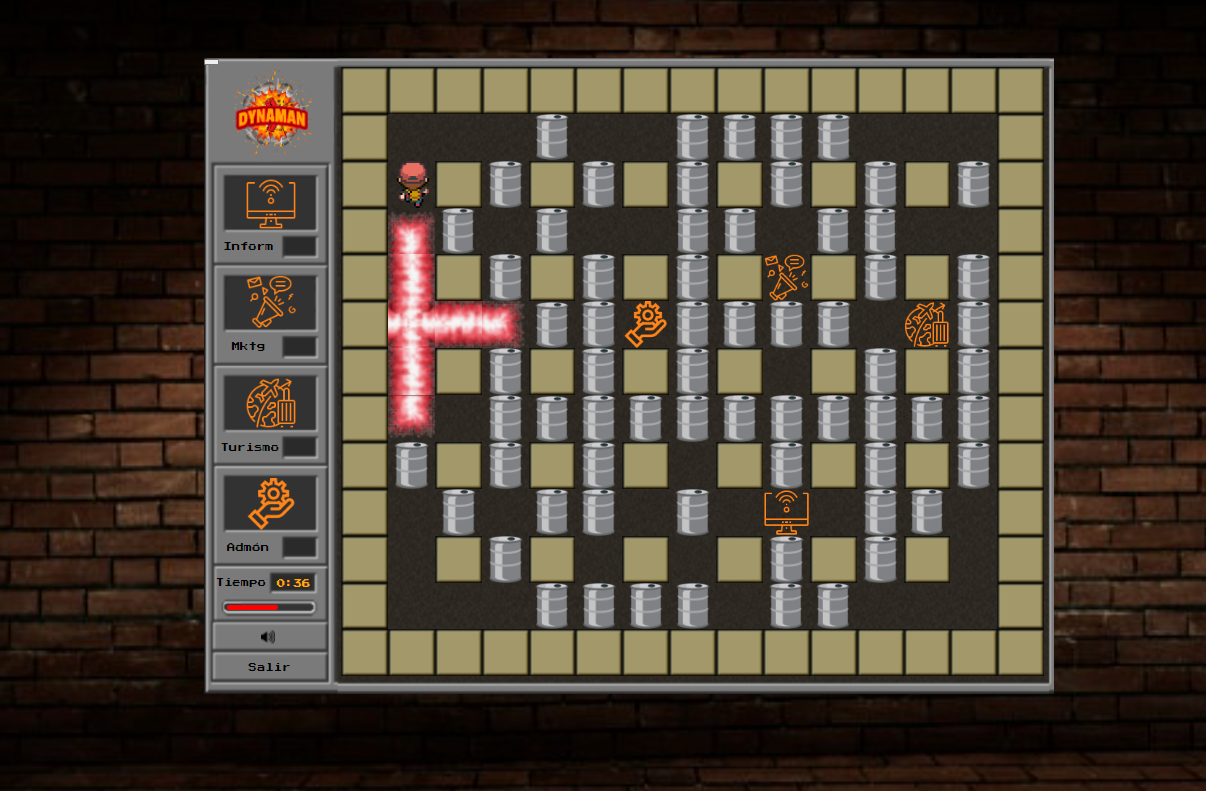 DYNAMAN
Inform
Mktg
Turismo
Admón
Tiempo 0:36
Salir